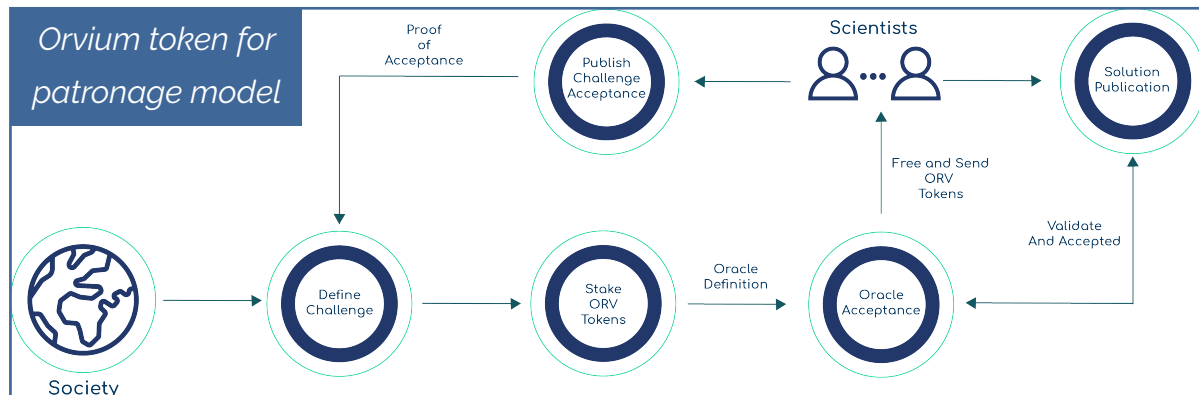 Orvium token for
patronage model
Proof
of
Acceptance
Publish
Challenge
Acceptance
Scientists
Solution
Publication
Free and Send
ORV
Tokens
Validate
And Accepted
Society
Define
Challenge
Stake
ORV
Tokens
Oracle
Definition
Oracle
Acceptance